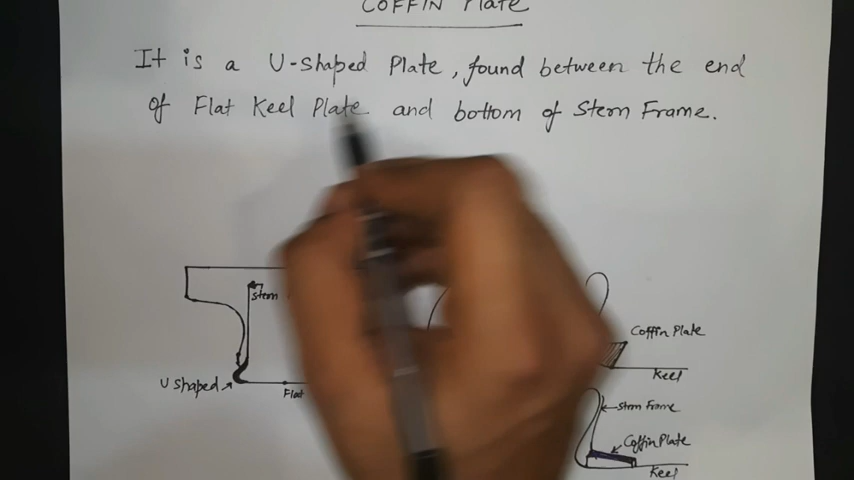 COFFIN Plate
It is a U-shaped Plate, found between the end
of Flat Keel Plate and bottom of Stern Frame.
Stern
U shaped
Flat
Coffin Plate
Keel
Stern Frame
Coffin Plate
Keel